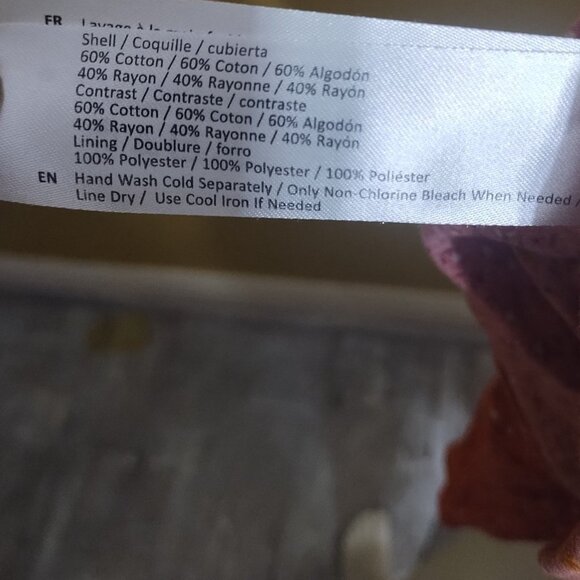 FR Lavage à la
Shell / Coquille / cubierta
60% Cotton / 60% Coton / 60% Algodón
40% Rayon / 40% Rayonne / 40% Rayón
Contrast / Contraste / contraste
60% Cotton / 60% Coton / 60% Algodón
40% Rayon / 40% Rayonne / 40% Rayón
Lining / Doublure / forro
100% Polyester / 100% Polyester / 100% Poliéster
EN Hand Wash Cold Separately / Only Non-Chlorine Bleach When Needed /
Line Dry / Use Cool Iron If Needed